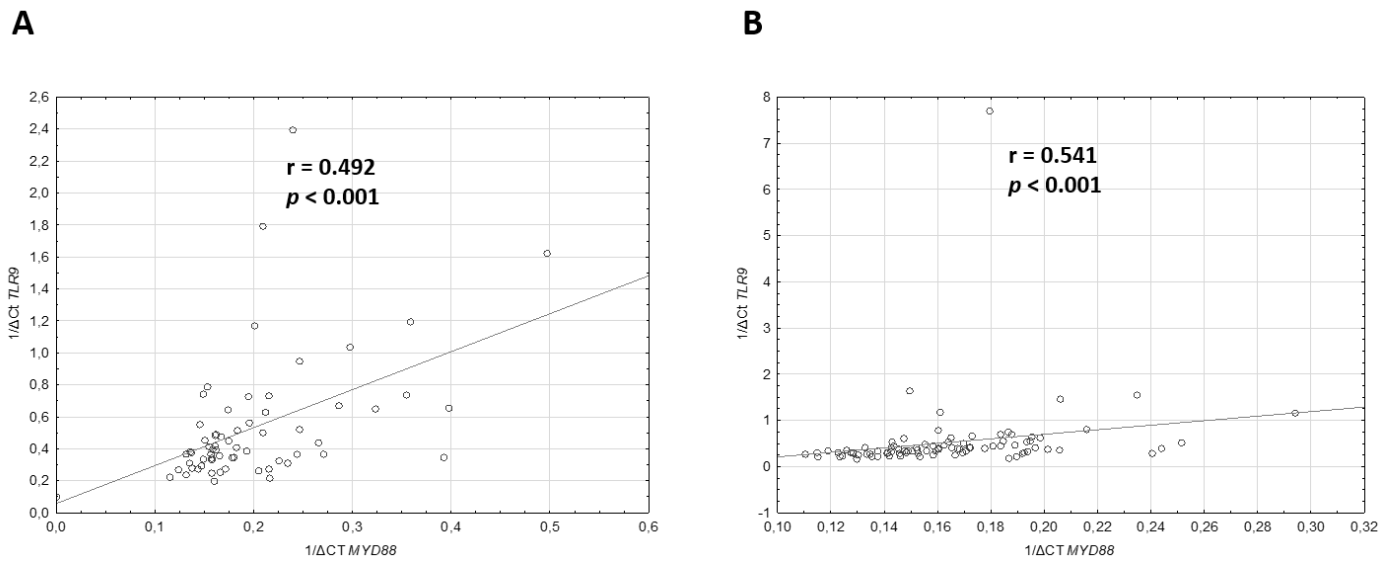 A
2,6
2,4
2,2
2,0
1,8
1,6
1,4
1,2
1,0
0,8
0,6
0,4
0,2
0,0
1/ΔCt TLR9
r = 0.492
p < 0.001
0,0 0,1 0,2 0,3 0,4 0,5 0,6
1/ΔCT MYD88
B
8
7
6
5
4
3
2
1
0
-1
1/ΔCt TLR9
r = 0.541
p < 0.001
0,10 0,12 0,14 0,16 0,18 0,20 0,22 0,24 0,26 0,28 0,30 0,32
1/ΔCT MYD88